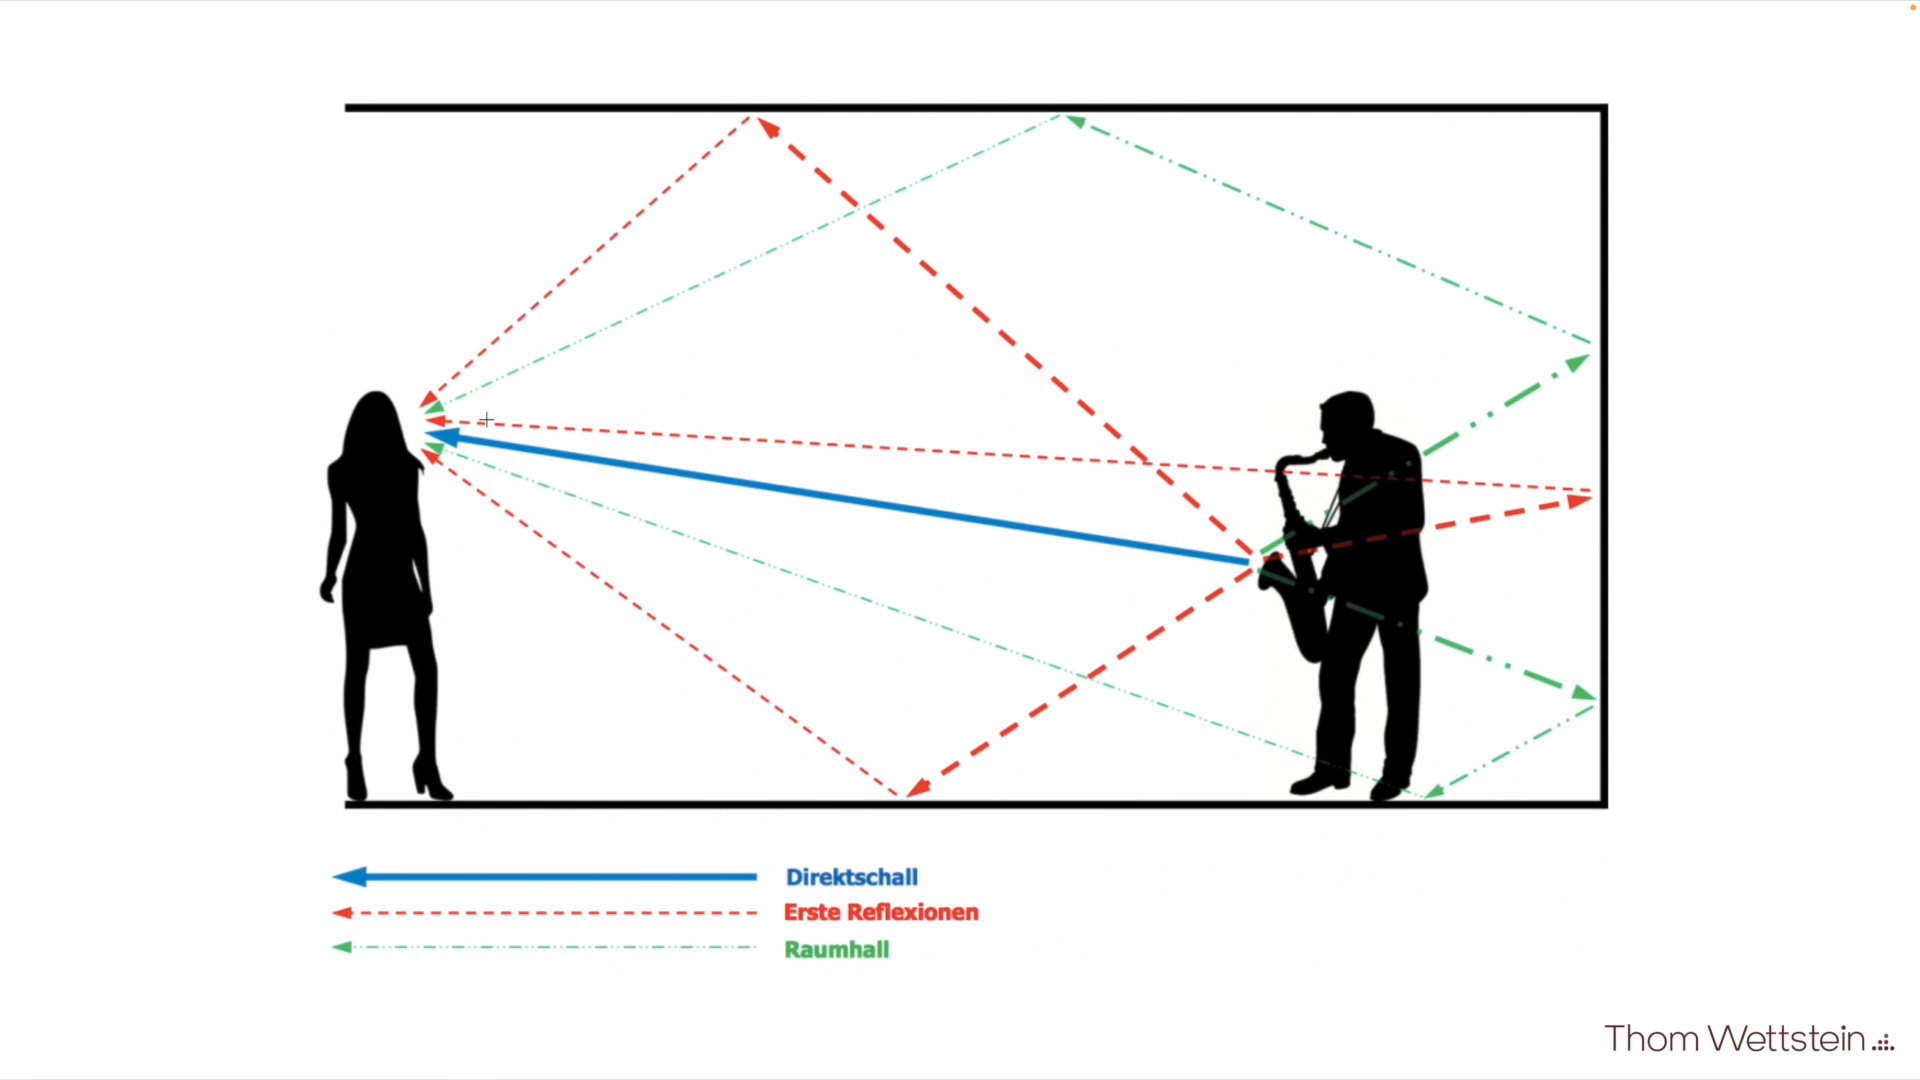 Direktschall
Erste Reflexionen
Raumhall
Thom Wettstein